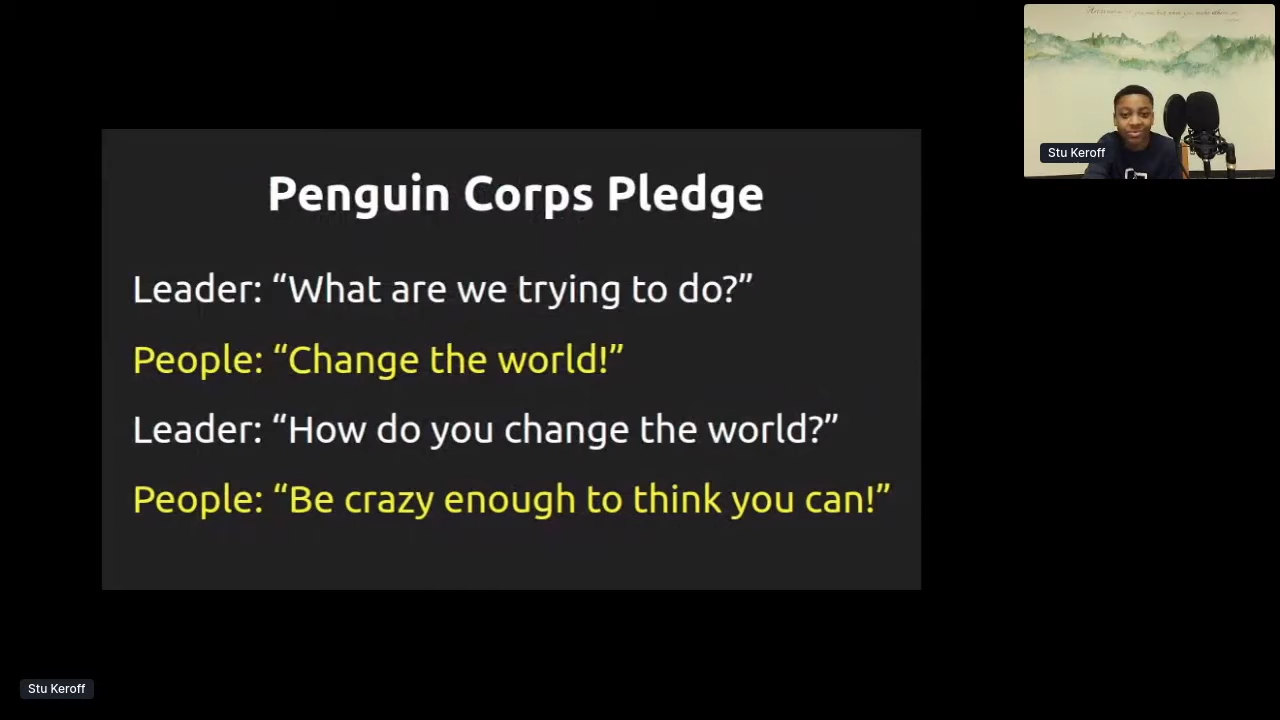 Penguin Corps Pledge
Leader: “What are we trying to do?”
People: “Change the world!”
Leader: “How do you change the world?”
People: “Be crazy enough to think you can!”
Stu Keroff
Stu Keroff